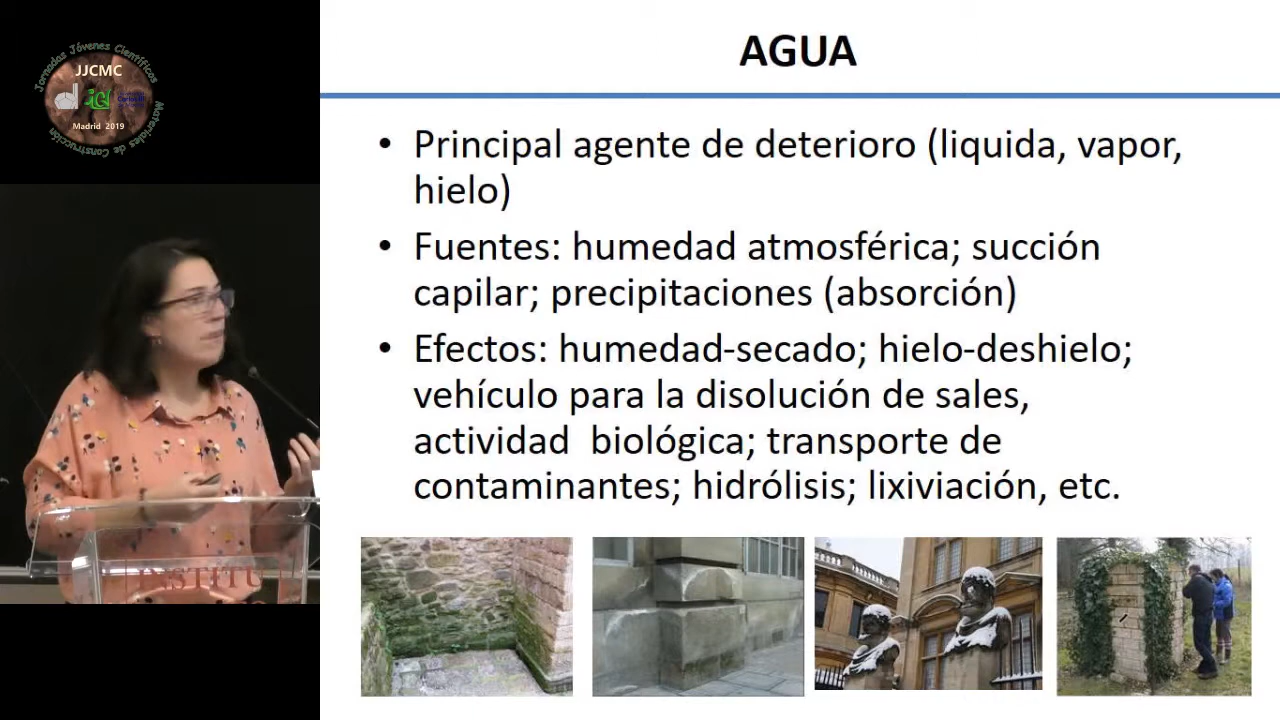 Jornadas Jóvenes Científicos
JJCMC
Madrid 2019
Materiales de Construcción
AGUA
• Principal agente de deterioro (liquida, vapor,
hielo)
• Fuentes: humedad atmosférica; succión
capilar; precipitaciones (absorción)
• Efectos: humedad-secado; hielo-deshielo;
vehículo para la disolución de sales,
actividad  biológica; transporte de
contaminantes; hidrólisis; lixiviación, etc.
INSTITU